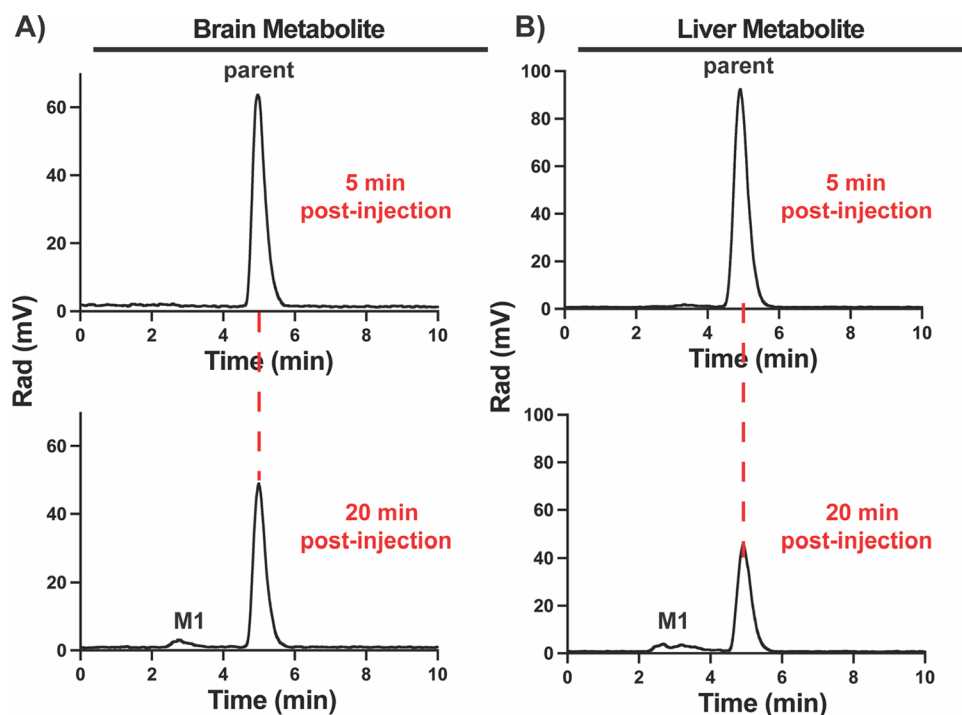 A)
Brain Metabolite
parent
60
40
20
0
0 2 4 6 8 10
Time (min)
5 min
post-injection
Rad (mV)
60
40
20
0
0 2 4 6 8 10
Time (min)
M1
20 min
post-injection
B)
Liver Metabolite
parent
100
80
60
40
20
0
0 2 4 6 8 10
Time (min)
5 min
post-injection
Rad (mV)
100
80
60
40
20
0
0 2 4 6 8 10
Time (min)
M1
20 min
post-injection